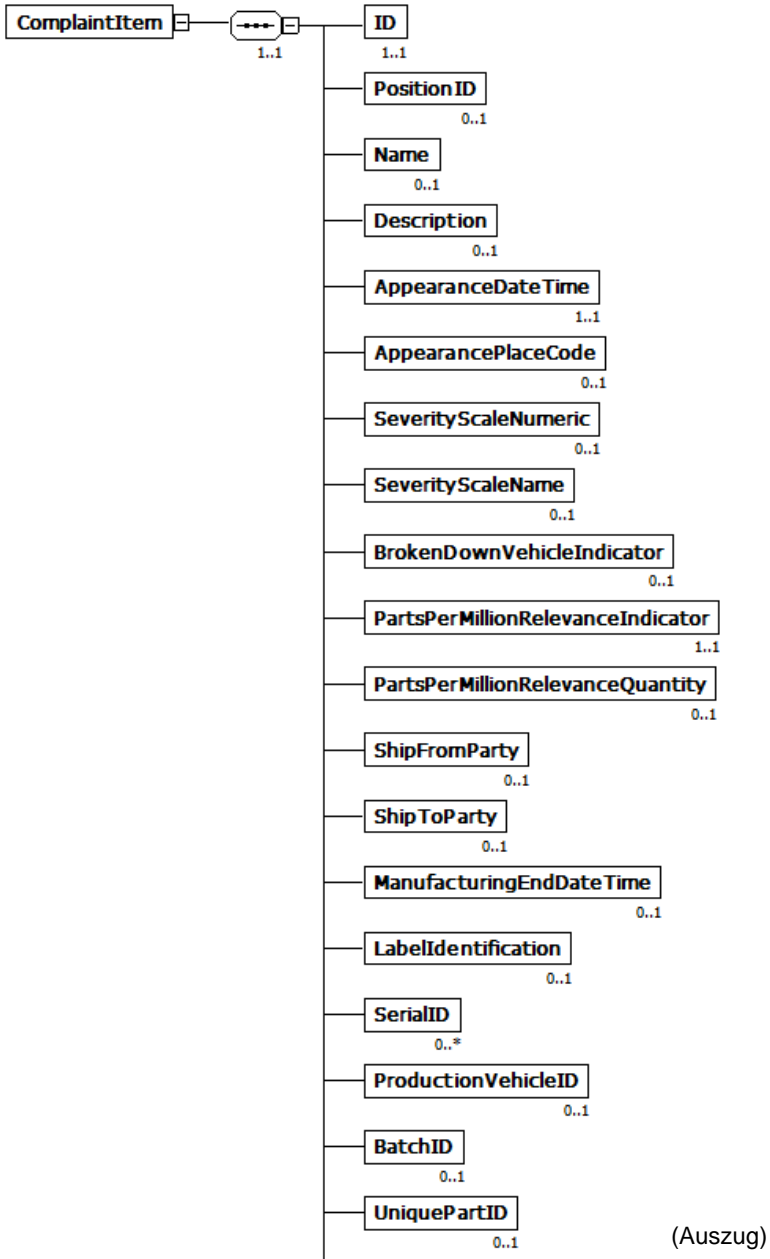 ComplaintItem
1..1
ID
1..1
PositionID
0..1
Name
0..1
Description
0..1
AppearanceDateTime
1..1
AppearancePlaceCode
0..1
SeverityScaleNumeric
0..1
SeverityScaleName
0..1
BrokenDownVehicleIndicator
0..1
PartsPerMillionRelevanceIndicator
1..1
PartsPerMillionRelevanceQuantity
0..1
ShipFromParty
0..1
ShipToParty
0..1
ManufacturingEndDateTime
0..1
LabelIdentification
0..1
SerialID
0..*
ProductionVehicleID
0..1
BatchID
0..1
UniquePartID
0..1
(Auszug)